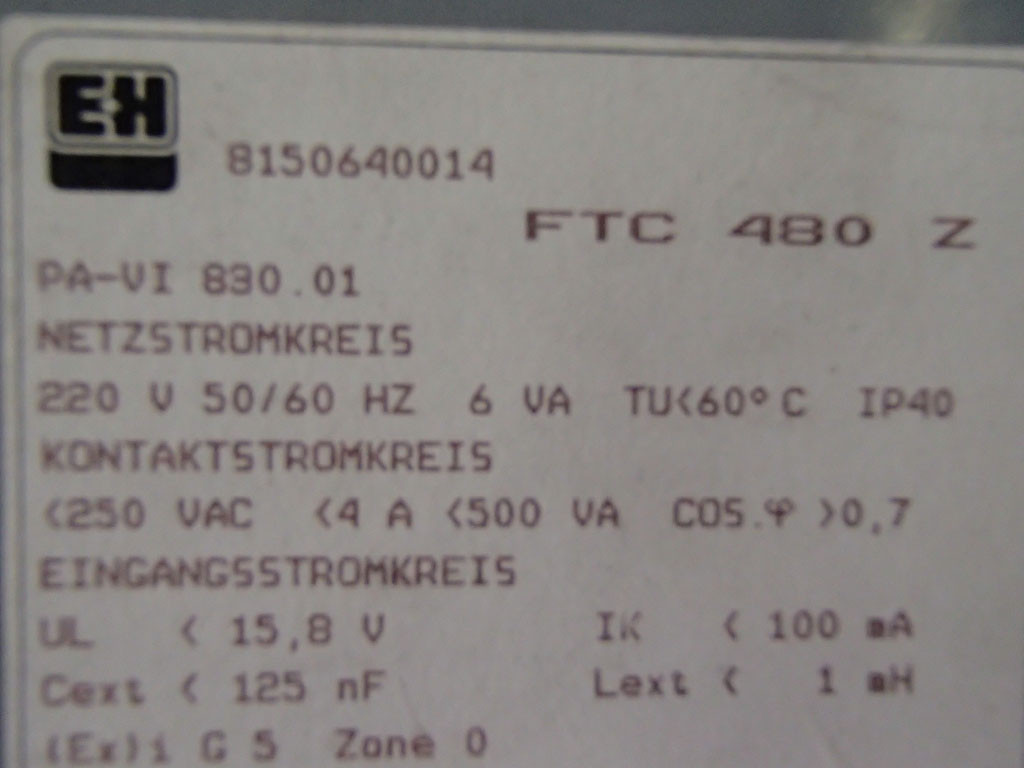 E+H
8150640014
FTC 480 Z
PA-VI 830.01
NETZSTROMKREIS
220 V 50/60 HZ 6 VA TU<60°C IP40
KONTAKTSTROMKREIS
<250 VAC <4 A <500 VA COS.φ >0,7
EINGANGSSTROMKREIS
UL < 15,8 V IK < 100 mA
Cext < 125 nF Lext < 1 mH
(Ex)i G 5 Zone 0